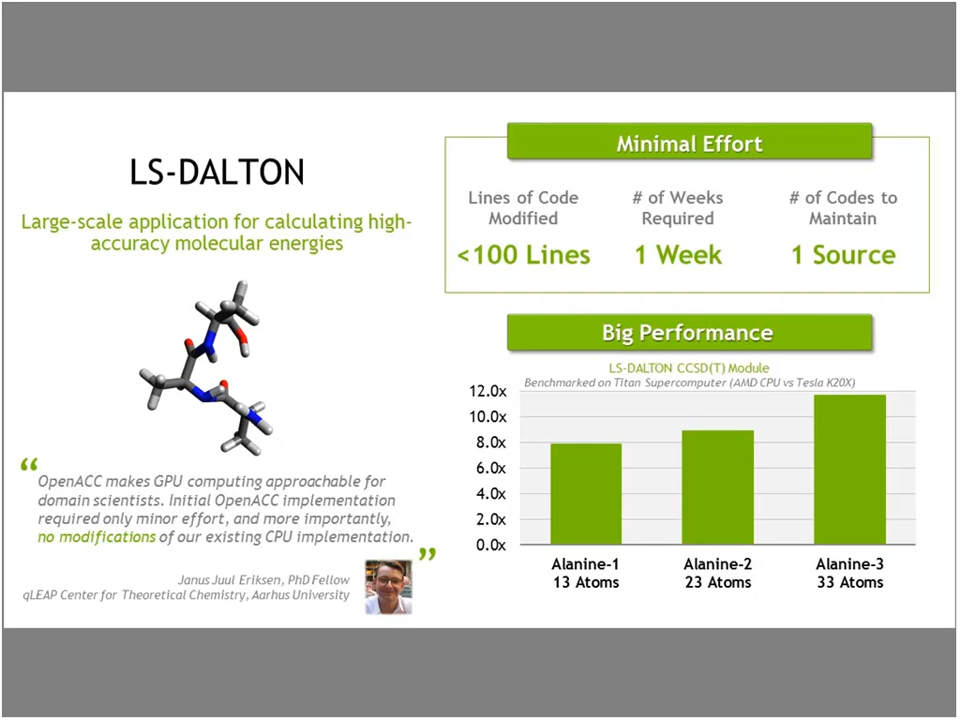 LS-DALTON
Large-scale application for calculating high-
accuracy molecular energies
“
OpenACC makes GPU computing approachable for
domain scientists. Initial OpenACC implementation
required only minor effort, and more importantly,
no modifications of our existing CPU implementation.
”
Janus Juul Eriksen, PhD Fellow
qLEAP Center for Theoretical Chemistry, Aarhus University
Minimal Effort
Lines of Code
Modified
<100 Lines
# of Weeks
Required
1 Week
# of Codes to
Maintain
1 Source
Big Performance
LS-DALTON CCSD(T) Module
Benchmarked on Titan Supercomputer (AMD CPU vs Tesla K20X)
12.0x
10.0x
8.0x
6.0x
4.0x
2.0x
0.0x
Alanine-1
13 Atoms
Alanine-2
23 Atoms
Alanine-3
33 Atoms